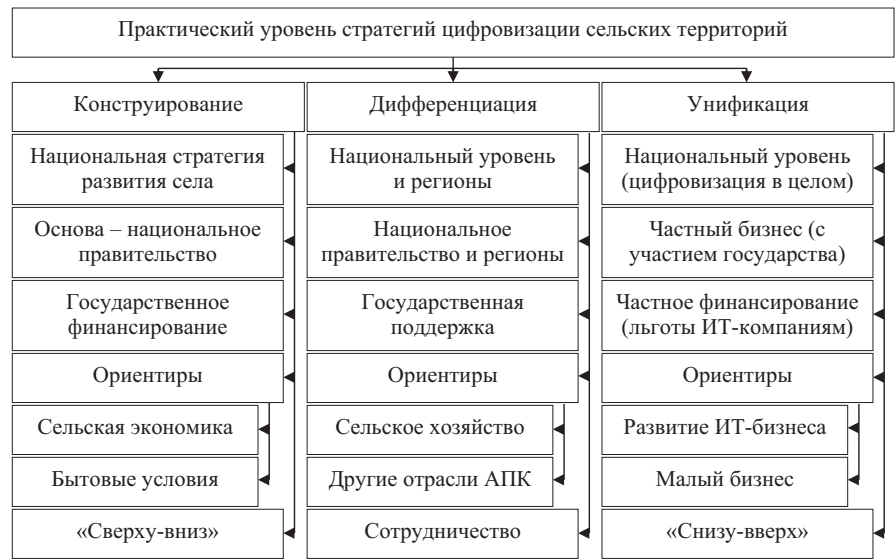 Практический уровень стратегий цифровизации сельских территорий
Конструирование
Дифференциация
Унификация
Национальная стратегия
развития села
Национальный уровень
и регионы
Национальный уровень
(цифровизация в целом)
Основа – национальное
правительство
Национальное
правительство и регионы
Частный бизнес (с
участием государства)
Государственное
финансирование
Государственная
поддержка
Частное финансирование
(льготы ИТ-компаниям)
Ориентиры
Ориентиры
Ориентиры
Сельская экономика
Сельское хозяйство
Развитие ИТ-бизнеса
Бытовые условия
Другие отрасли АПК
Малый бизнес
«Сверху-вниз»
Сотрудничество
«Снизу-вверх»